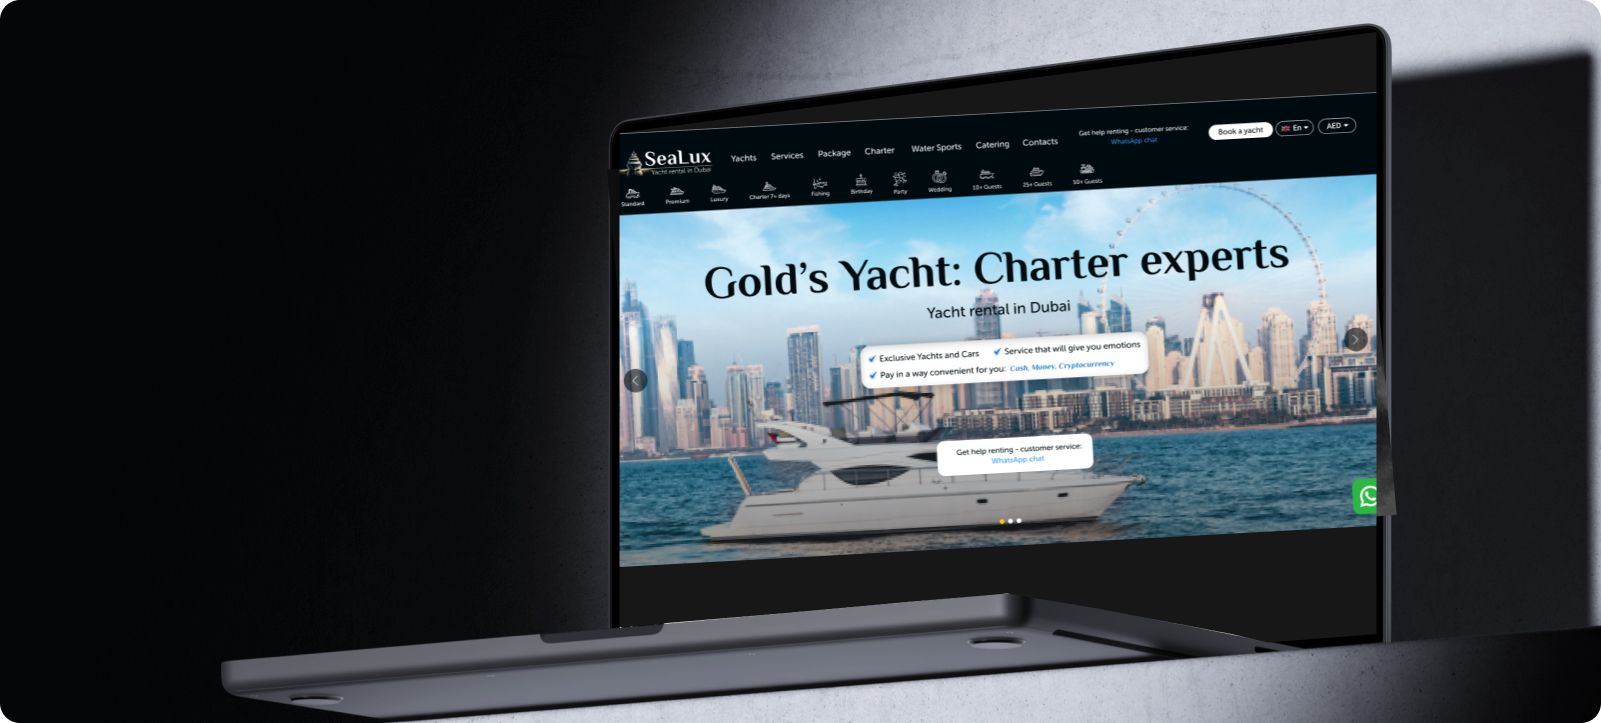 SeaLux
Yacht rental in Dubai
Yachts
Services
Package
Charter
Water Sports
Catering
Contacts
Get help renting - customer service:
WhatsApp chat
Book a yacht
En
AED
Standard
Premium
Luxury
Charter 7+ days
Fishing
Birthday
Party
Wedding
10+ Guests
25+ Guests
50+ Guests
Gold’s Yacht: Charter experts
Yacht rental in Dubai
Exclusive Yachts and Cars
Service that will give you emotions
Pay in a way convenient for you: Cash, Money, Cryptocurrency
Get help renting - customer service:
WhatsApp chat